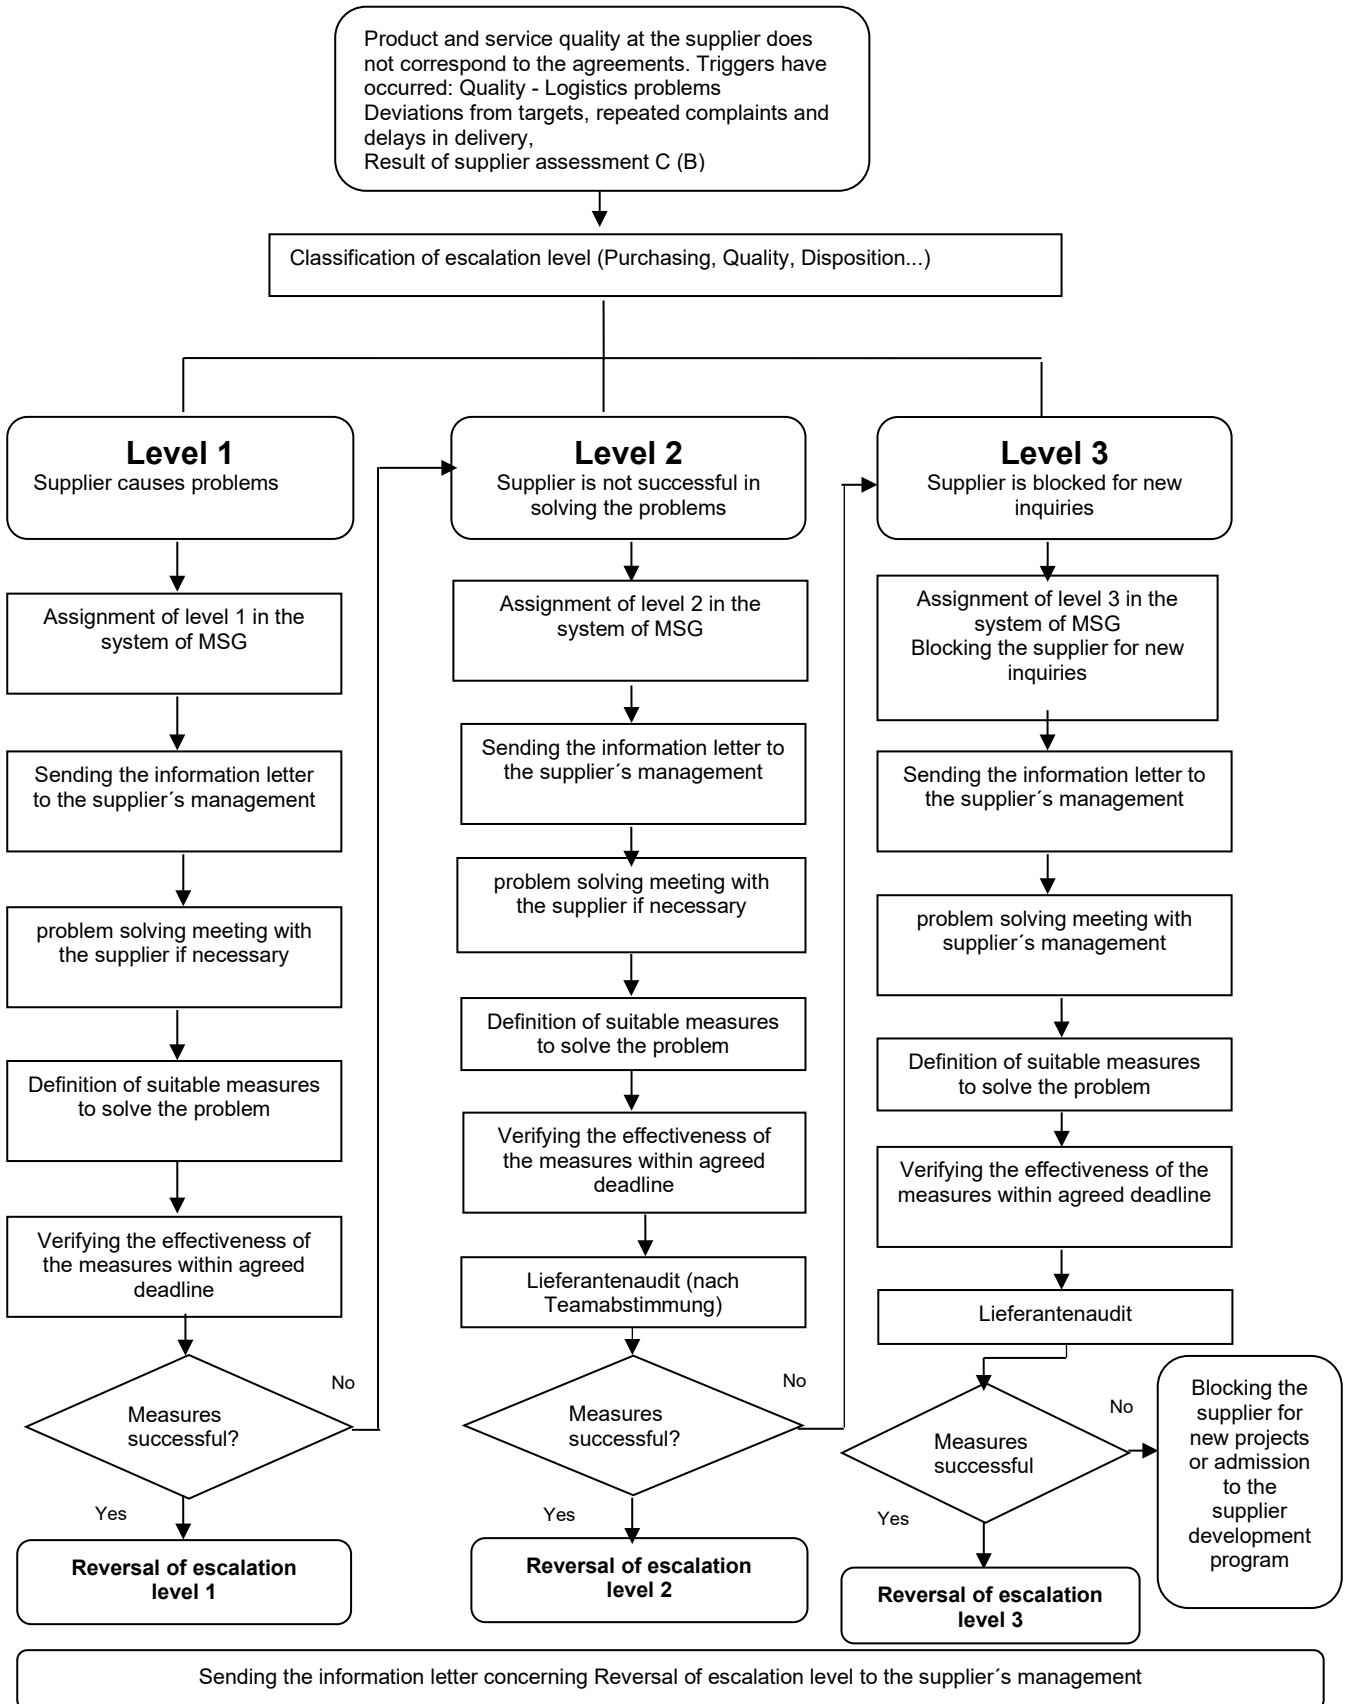 Product and service quality at the supplier does
not correspond to the agreements. Triggers have
occurred: Quality - Logistics problems
Deviations from targets, repeated complaints and
delays in delivery,
Result of supplier assessment C (B)
Classification of escalation level (Purchasing, Quality, Disposition...)
Level 1
Supplier causes problems
Assignment of level 1 in the
system of MSG
Sending the information letter
to the supplier´s management
problem solving meeting with
the supplier if necessary
Definition of suitable measures
to solve the problem
Verifying the effectiveness of
the measures within agreed
deadline
Measures
successful?
No
Yes
Reversal of escalation
level 1
Level 2
Supplier is not successful in
solving the problems
Assignment of level 2 in the
system of MSG
Sending the information letter to
the supplier´s management
problem solving meeting with
the supplier if necessary
Definition of suitable measures
to solve the problem
Verifying the effectiveness of
the measures within agreed
deadline
Lieferantenaudit (nach
Teamabstimmung)
Measures
successful?
No
Yes
Reversal of escalation
level 2
Level 3
Supplier is blocked for new
inquiries
Assignment of level 3 in the
system of MSG
Blocking the supplier for new
inquiries
Sending the information letter to
the supplier´s management
problem solving meeting with
supplier´s management
Definition of suitable measures
to solve the problem
Verifying the effectiveness of the
measures within agreed deadline
Lieferantenaudit
Measures
successful
No
Yes
Blocking the
supplier for
new projects
or admission
to the
supplier
development
program
Reversal of escalation
level 3
Sending the information letter concerning Reversal of escalation level to the supplier´s management